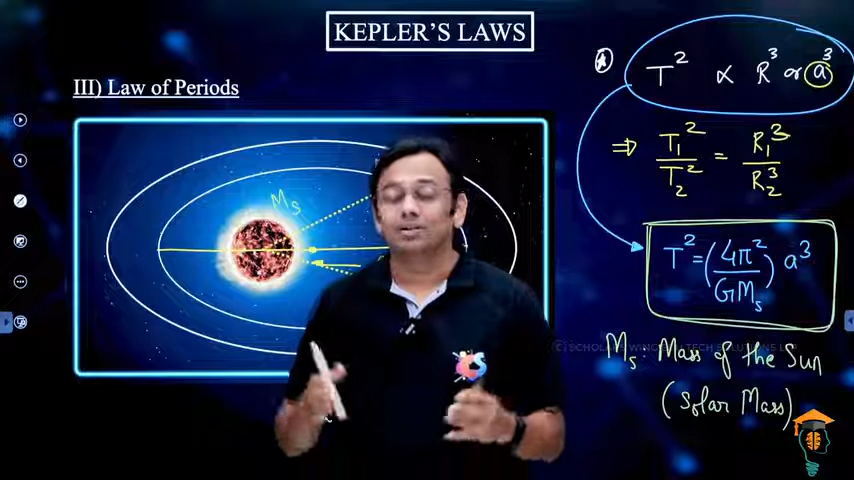 KEPLER'S LAWS
III) Law of Periods
T² ∝ R³ or a³
⇒ T₁²/T₂² = R₁³/R₂³
T² = (4π²/GMₛ) a³
Mₛ
Mₛ : Mass of the Sun
(Solar Mass)